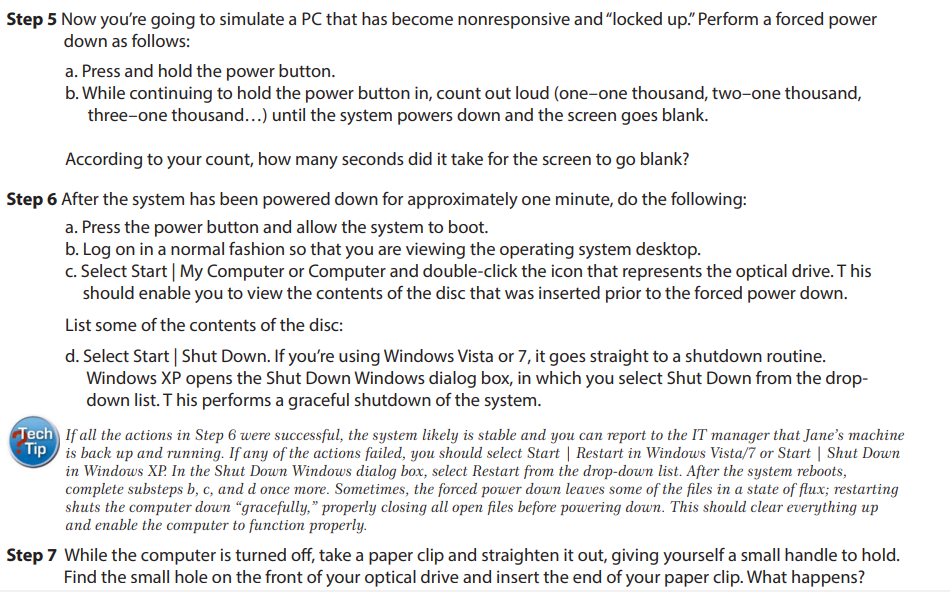 Step 5 Now you're going to simulate a PC that has become nonresponsive and “locked up.” Perform a forced power
down as follows:
a. Press and hold the power button.
b. While continuing to hold the power button in, count out loud (one–one thousand, two–one thousand,
three–one thousand…) until the system powers down and the screen goes blank.
According to your count, how many seconds did it take for the screen to go blank?
Step 6 After the system has been powered down for approximately one minute, do the following:
a. Press the power button and allow the system to boot.
b. Log on in a normal fashion so that you are viewing the operating system desktop.
c. Select Start | My Computer or Computer and double-click the icon that represents the optical drive. T his
should enable you to view the contents of the disc that was inserted prior to the forced power down.
List some of the contents of the disc:
d. Select Start | Shut Down. If you're using Windows Vista or 7, it goes straight to a shutdown routine.
Windows XP opens the Shut Down Windows dialog box, in which you select Shut Down from the drop-
down list. T his performs a graceful shutdown of the system.
Tech
Tip
If all the actions in Step 6 were successful, the system likely is stable and you can report to the IT manager that Jane's machine
is back up and running. If any of the actions failed, you should select Start | Restart in Windows Vista/7 or Start | Shut Down
in Windows XP. In the Shut Down Windows dialog box, select Restart from the drop-down list. After the system reboots,
complete substeps b, c, and d once more. Sometimes, the forced power down leaves some of the files in a state of flux; restarting
shuts the computer down “gracefully,” properly closing all open files before powering down. This should clear everything up
and enable the computer to function properly.
Step 7 While the computer is turned off, take a paper clip and straighten it out, giving yourself a small handle to hold.
Find the small hole on the front of your optical drive and insert the end of your paper clip. What happens?